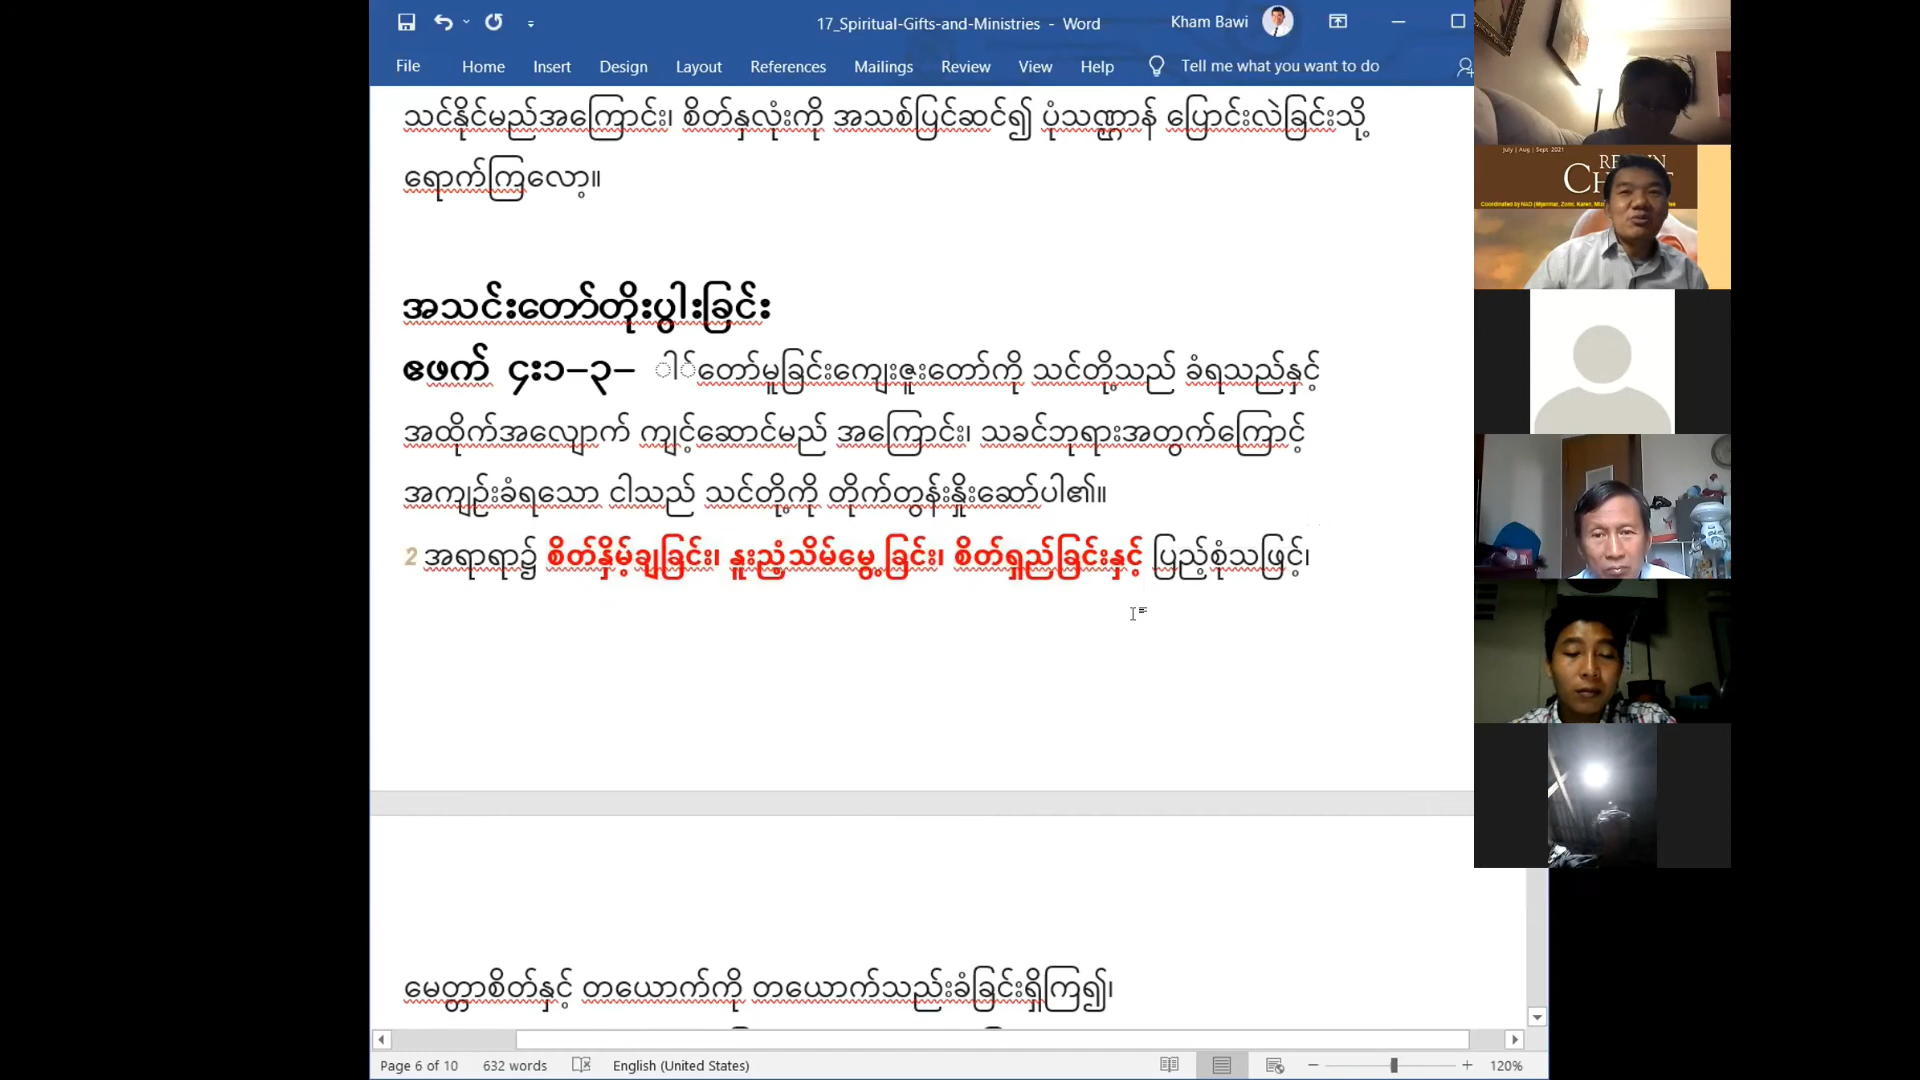 17_Spiritual-Gifts-and-Ministries - Word
Kham Bawi
File Home Insert Design Layout References Mailings Review View Help Tell me what you want to do
သင်နိုင်မည်အကြောင်း၊ စိတ်နှလုံးကို အသစ်ပြင်ဆင်၍ ပုံသဏ္ဌာန် ပြောင်းလဲခြင်းသို့
ရောက်ကြလော့။
အသင်းတော်တိုးပွါးခြင်း
ဧဖက် ၄း၁–၃– ါ်တော်မူခြင်းကျေးဇူးတော်ကို သင်တို့သည် ခံရသည်နှင့်
အထိုက်အလျောက် ကျင့်ဆောင်မည် အကြောင်း၊ သခင်ဘုရားအတွက်ကြောင့်
အကျဉ်းခံရသော ငါသည် သင်တို့ကို တိုက်တွန်းနှိုးဆော်ပါ၏။
2 အရာရာ၌ စိတ်နှိမ့်ချခြင်း၊ နူးညံ့သိမ်မွေ့ခြင်း၊ စိတ်ရှည်ခြင်းနှင့် ပြည့်စုံသဖြင့်၊
မေတ္တာစိတ်နှင့် တယောက်ကို တယောက်သည်းခံခြင်းရှိကြ၍၊
Page 6 of 10 632 words English (United States) 120%
July | Aug | Sept 2021